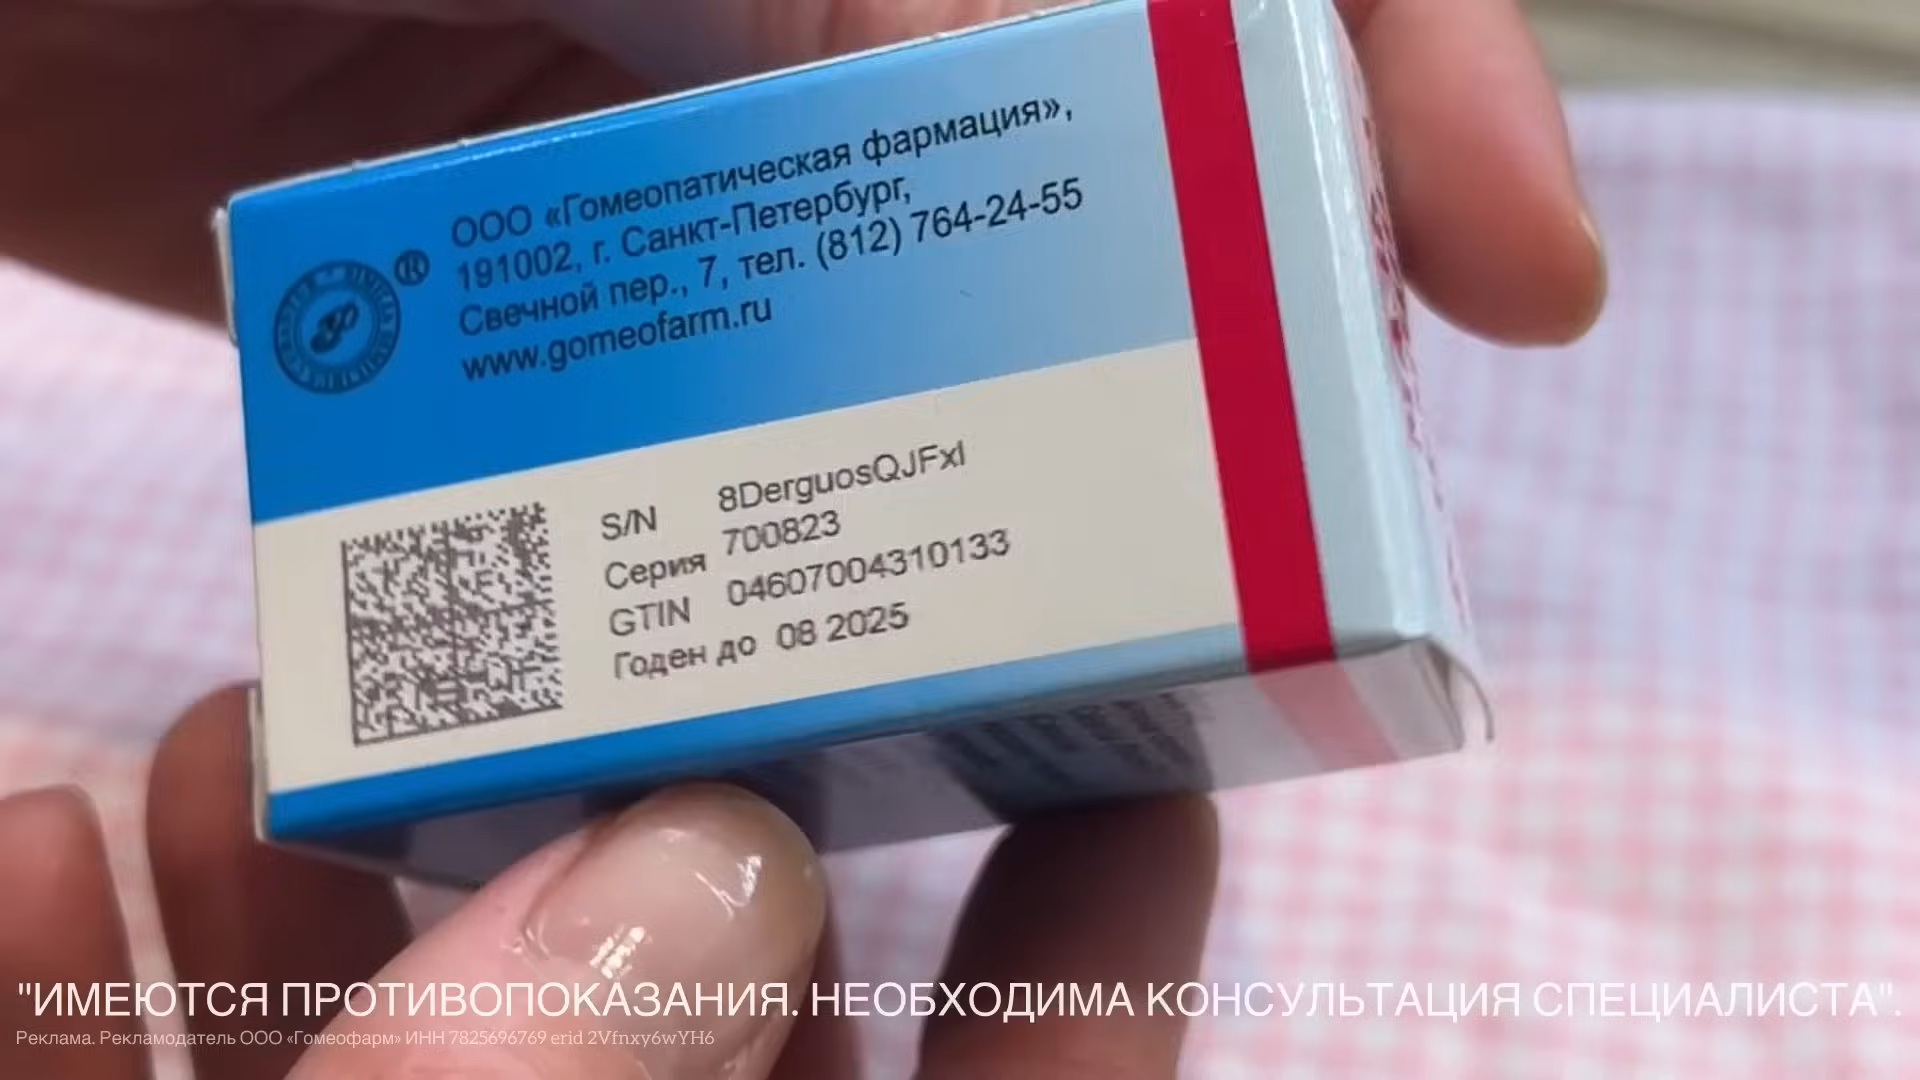 ООО «Гомеопатическая фармация»,
191002, г. Санкт-Петербург,
Свечной пер., 7, тел. (812) 764-24-55
www.gomeofarm.ru
®
S/N 8DerguosQJFxl
Серия 700823
GTIN 04607004310133
Годен до 08 2025
"ИМЕЮТСЯ ПРОТИВОПОКАЗАНИЯ. НЕОБХОДИМА КОНСУЛЬТАЦИЯ СПЕЦИАЛИСТА".
Реклама. Рекламодатель ООО «Гомеофарм» ИНН 7825696769 erid 2Vfnxy6wYH6